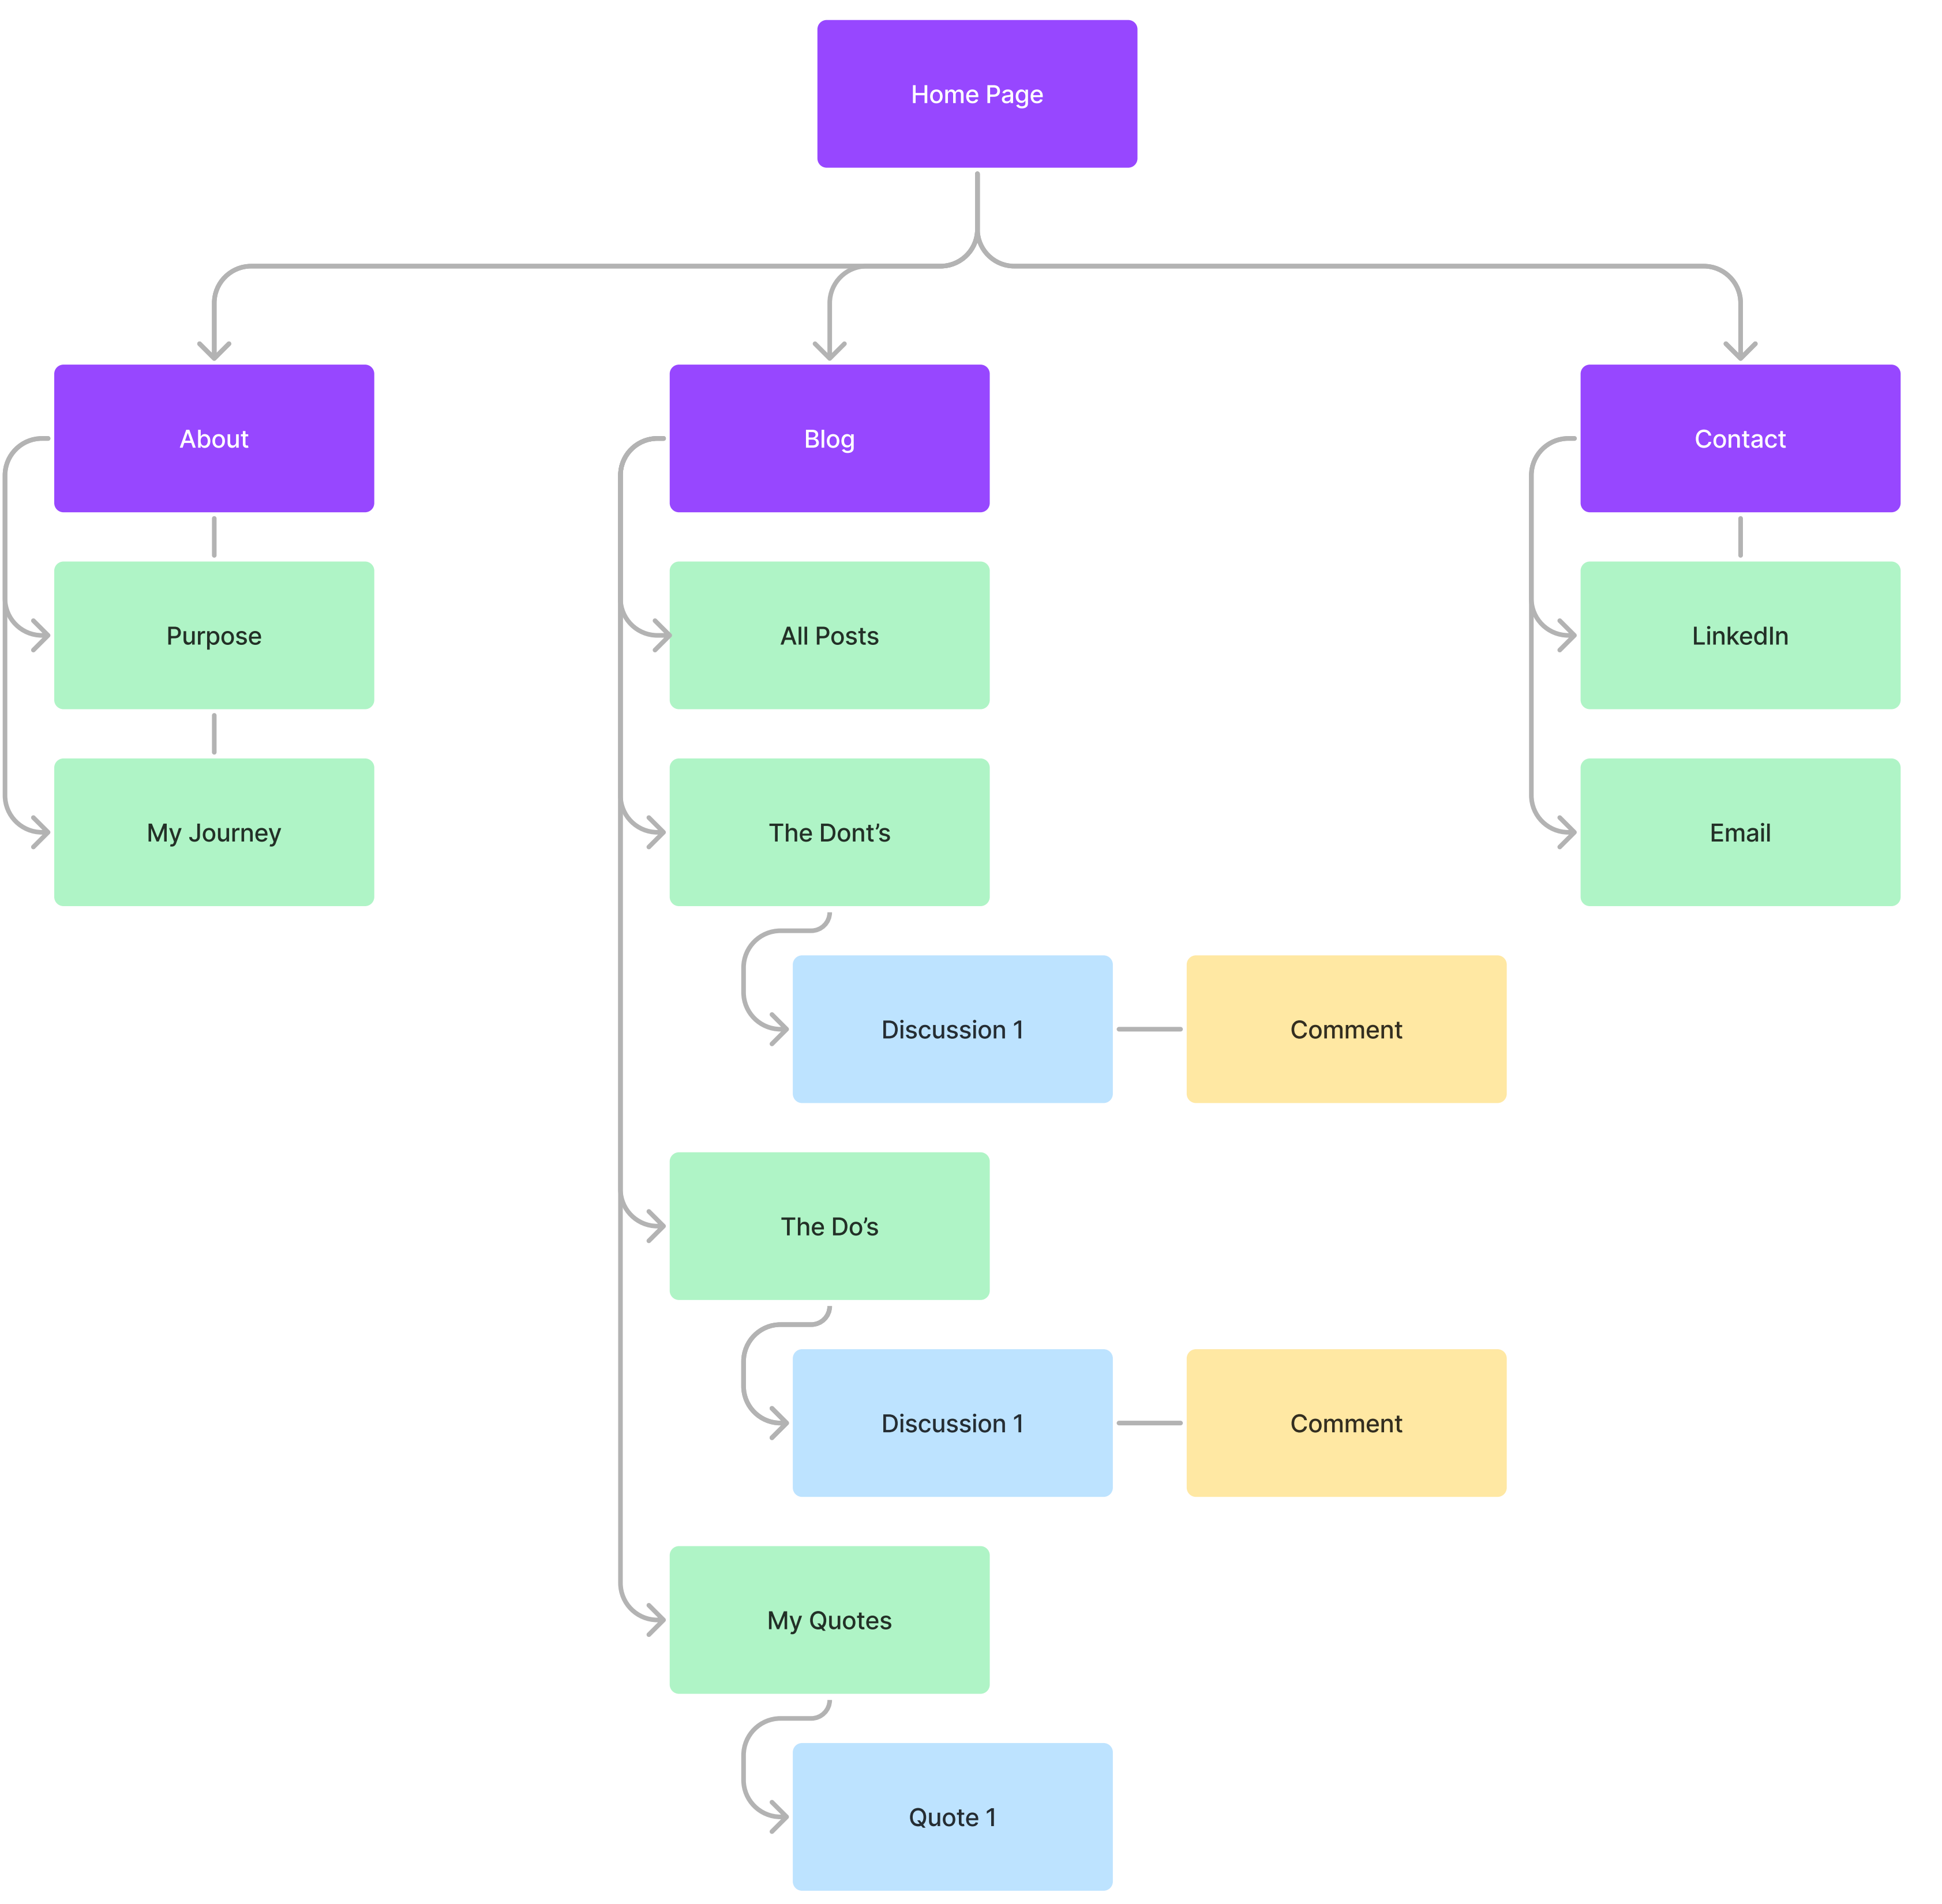 Home Page
About
Blog
Contact
Purpose
All Posts
LinkedIn
My Journey
The Dont’s
Email
Discussion 1
Comment
The Do’s
Discussion 1
Comment
My Quotes
Quote 1